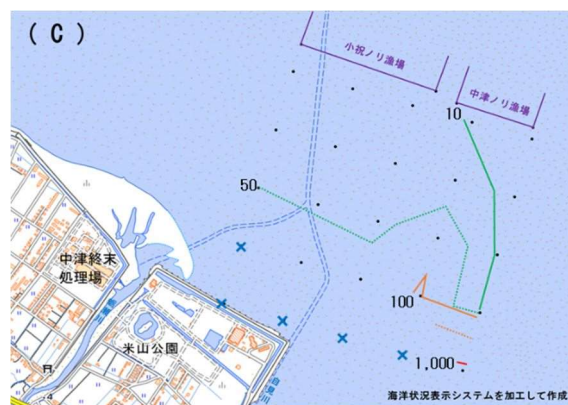 (C)
小祝ノリ漁場
中津ノリ漁場
10
50
中津終末
処理場
100
米山公園
1,000
海洋状況表示システムを加工して作成